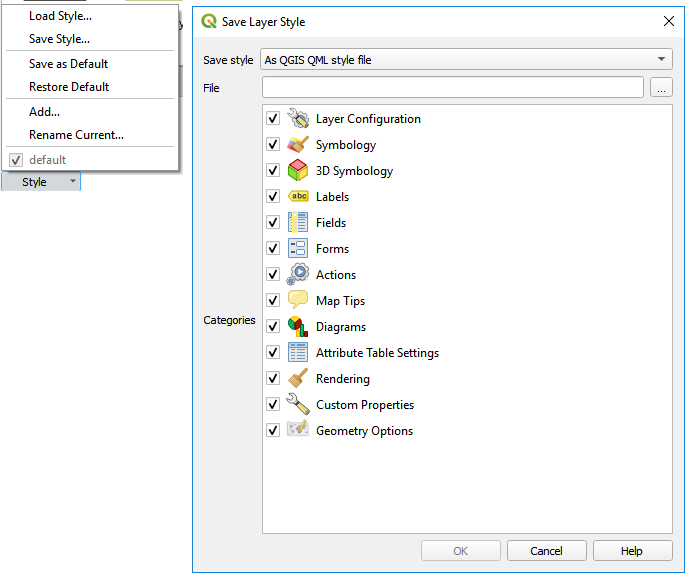 Load Style...
Save Style...
Save as Default
Restore Default
Add...
Rename Current...
default
Style
Save Layer Style
Save style
As QGIS QML style file
File
...
Categories
Layer Configuration
Symbology
3D Symbology
abc Labels
Fields
Forms
Actions
Map Tips
Diagrams
Attribute Table Settings
Rendering
Custom Properties
Geometry Options
OK
Cancel
Help